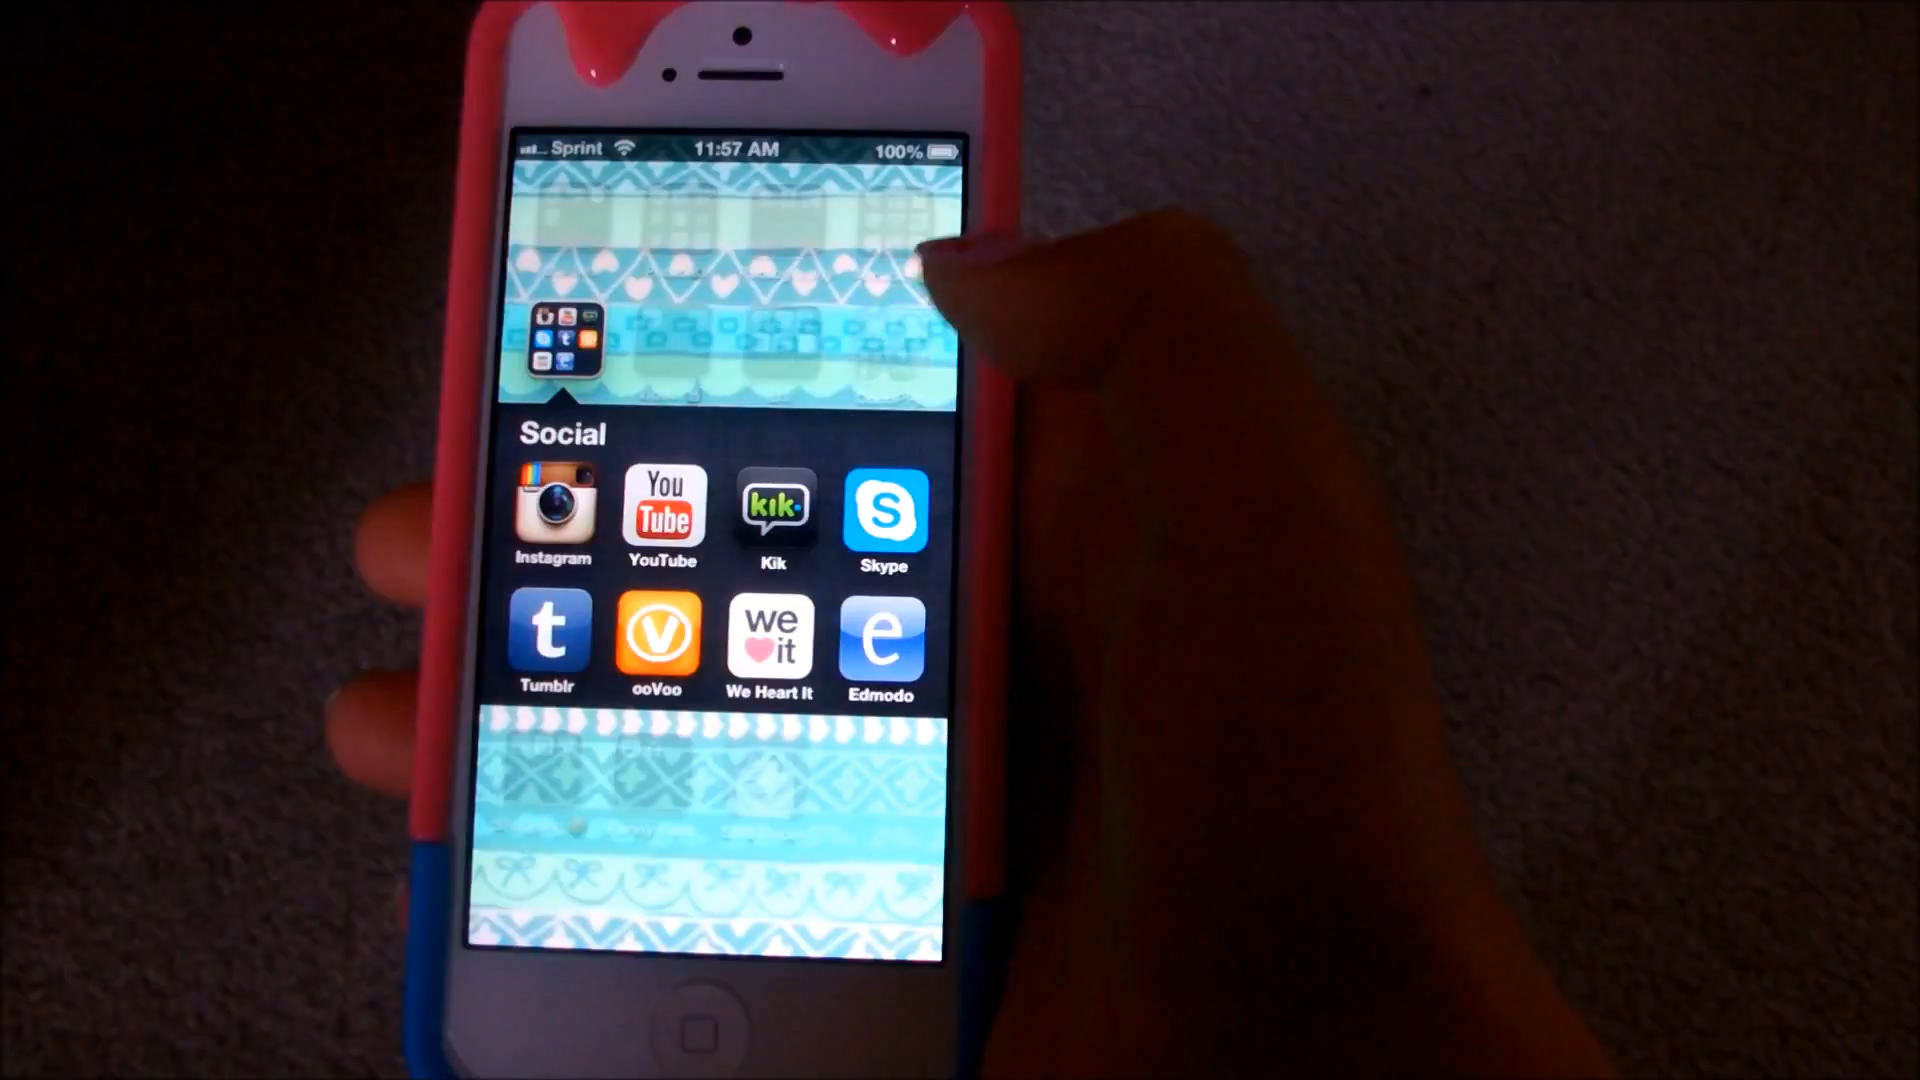 Sprint 11:57 AM 100%
Social
You Tube kik
Instagram YouTube Kik Skype
t V we it e
Tumblr ooVoo We Heart It Edmodo